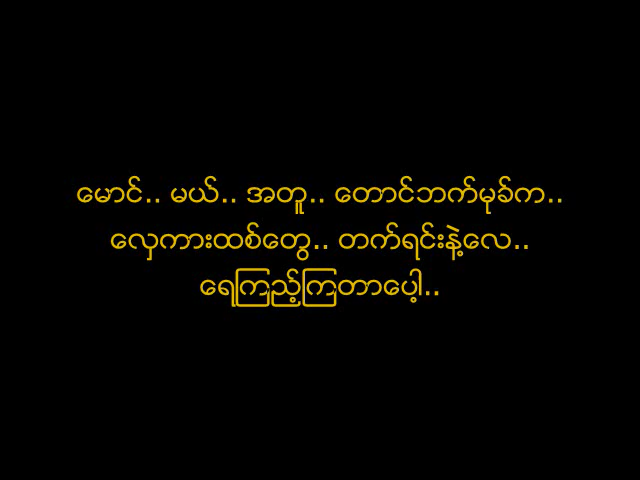 မောင်.. မယ်.. အတူ.. တောင်ဘက်မုခ်က..
လှေကားထစ်တွေ.. တက်ရင်းနဲ့လေ..
ရေကြည့်ကြတာပေါ့..